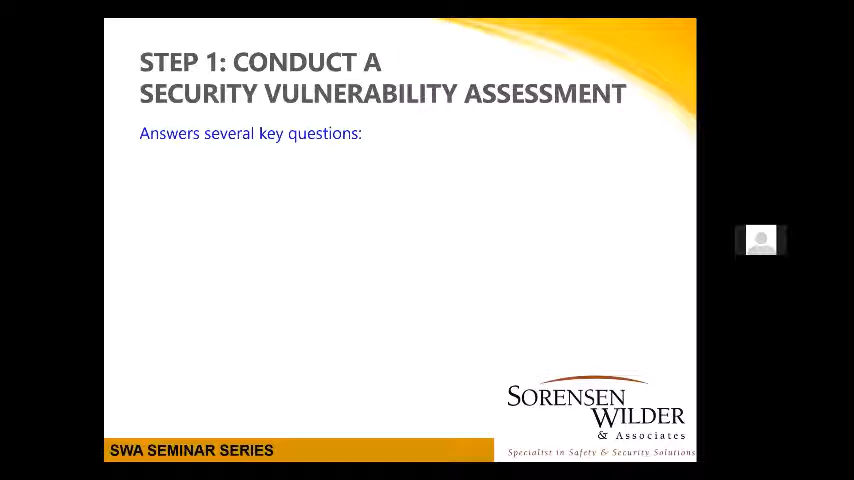 STEP 1: CONDUCT A
SECURITY VULNERABILITY ASSESSMENT
Answers several key questions:
SORENSEN
WILDER
& Associates
SWA SEMINAR SERIES
Specialist in Safety & Security Solutions